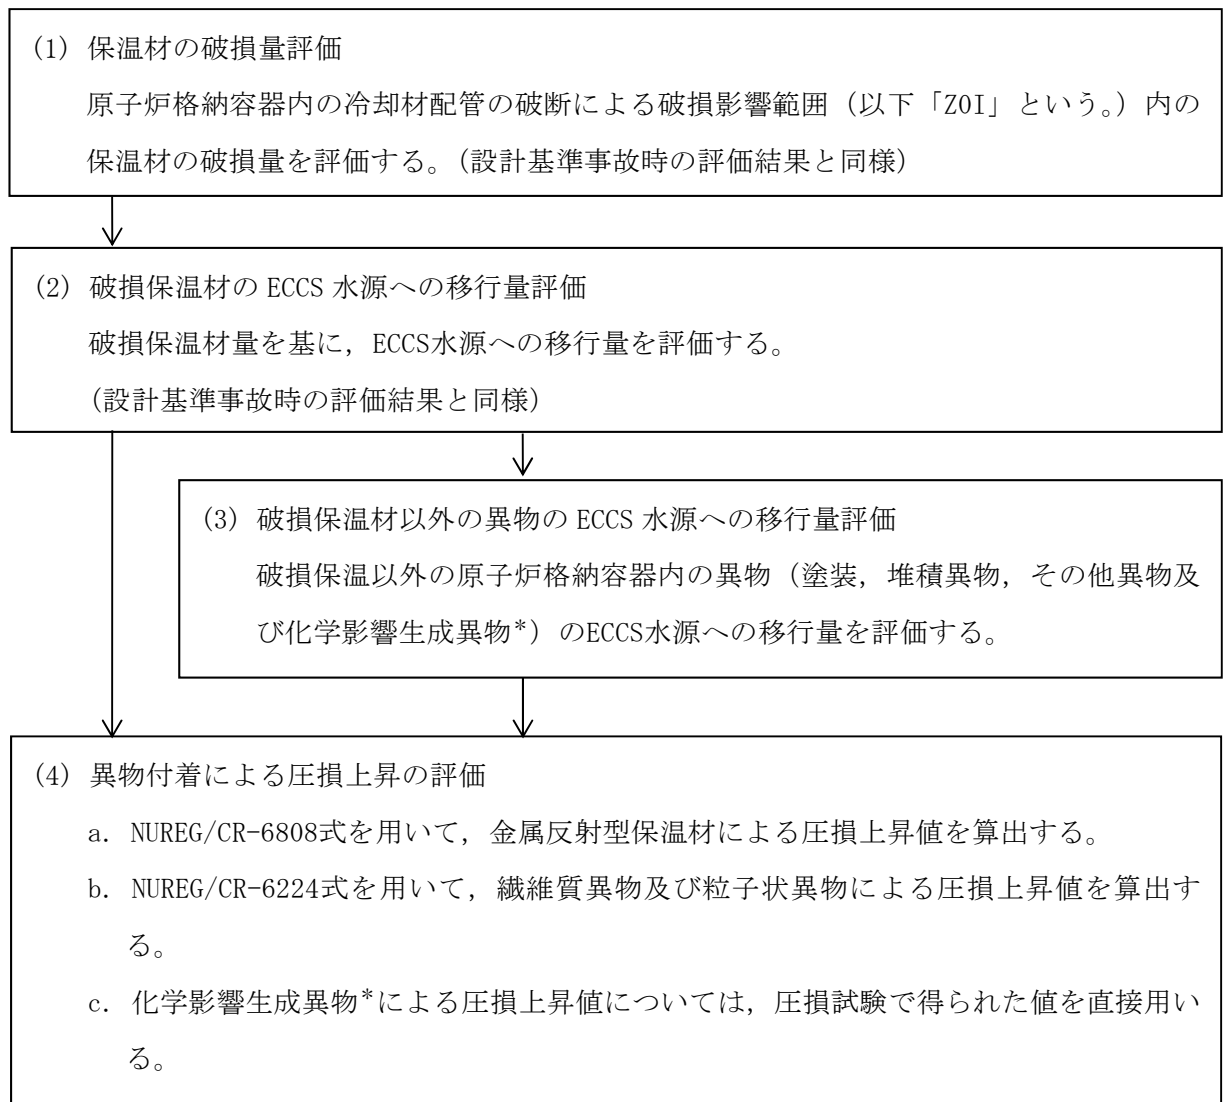 (1) 保温材の破損量評価
原子炉格納容器内の冷却材配管の破断による破損影響範囲（以下「ZOI」という。）内の
保温材の破損量を評価する。（設計基準事故時の評価結果と同様）
(2) 破損保温材の ECCS 水源への移行量評価
破損保温材量を基に，ECCS水源への移行量を評価する。
（設計基準事故時の評価結果と同様）
(3) 破損保温材以外の異物の ECCS 水源への移行量評価
破損保温以外の原子炉格納容器内の異物（塗装，堆積異物，その他異物及
び化学影響生成異物*）のECCS水源への移行量を評価する。
(4) 異物付着による圧損上昇の評価
a. NUREG/CR-6808式を用いて，金属反射型保温材による圧損上昇値を算出する。
b. NUREG/CR-6224式を用いて，繊維質異物及び粒子状異物による圧損上昇値を算出す
る。
c. 化学影響生成異物*による圧損上昇値については，圧損試験で得られた値を直接用い
る。